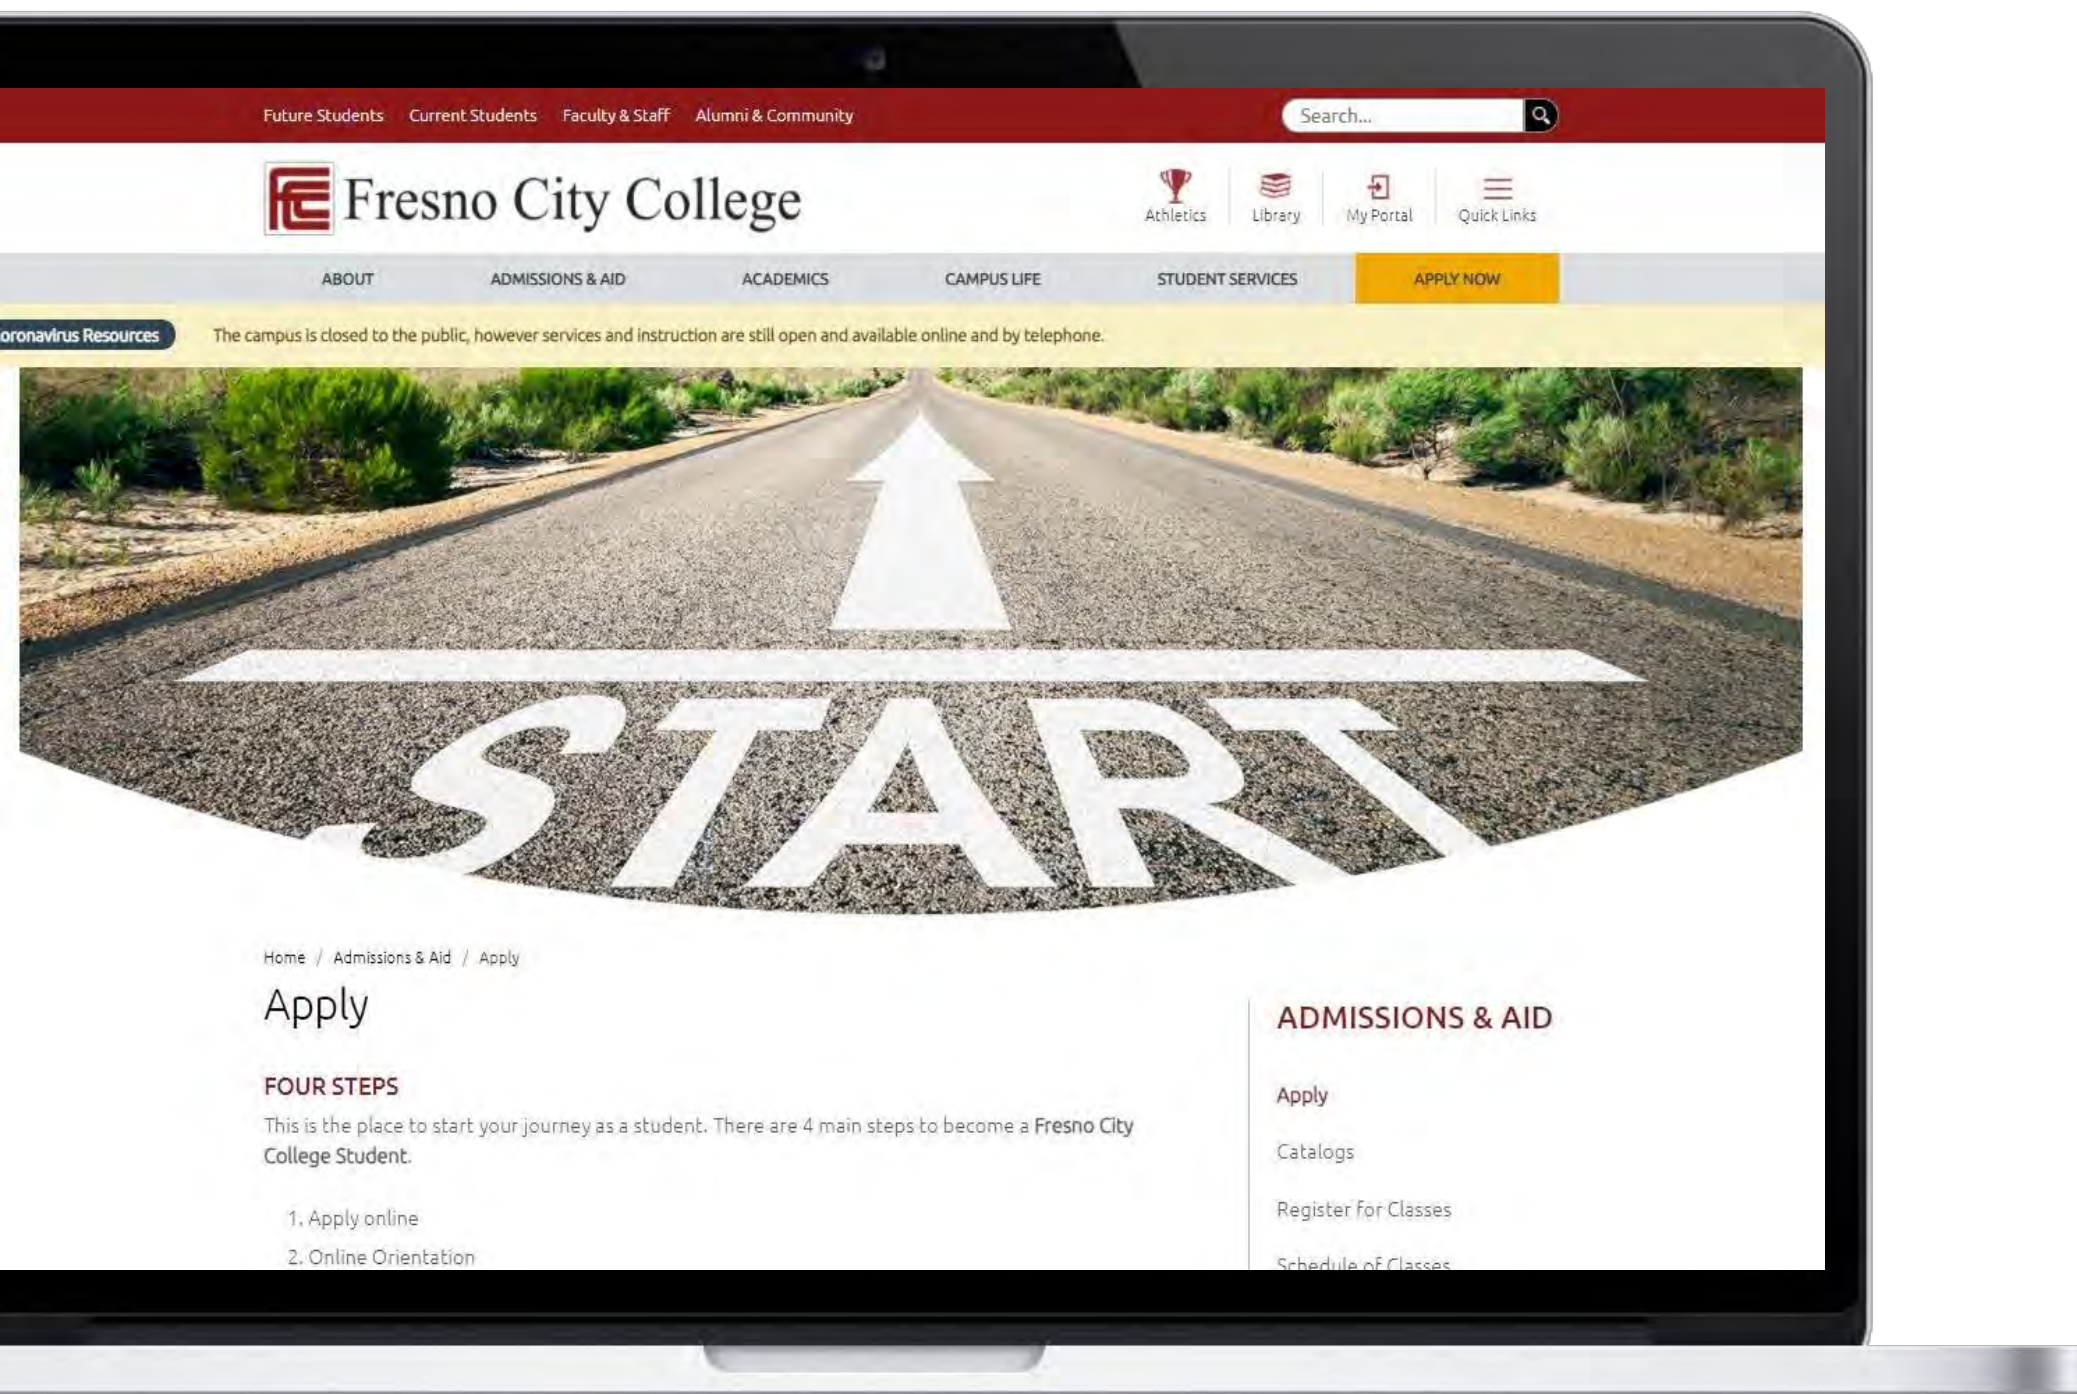 Future Students Current Students Faculty & Staff Alumni & Community Search...
FCC Fresno City College
Athletics Library My Portal Quick Links
ABOUT ADMISSIONS & AID ACADEMICS CAMPUS LIFE STUDENT SERVICES APPLY NOW
oronavirus Resources The campus is closed to the public, however services and instruction are still open and available online and by telephone.
START
Home / Admissions & Aid / Apply
Apply
FOUR STEPS
This is the place to start your journey as a student. There are 4 main steps to become a Fresno City
College Student.
1. Apply online
2. Online Orientation
ADMISSIONS & AID
Apply
Catalogs
Register for Classes
Schedule of Classes